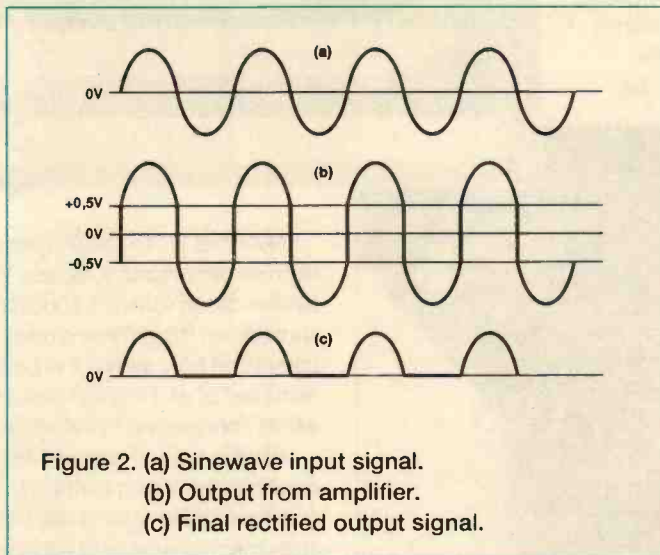 (a)
0V
(b)
+0,5V
0V
-0,5V
(c)
0V
Figure 2. (a) Sinewave input signal.
(b) Output from amplifier.
(c) Final rectified output signal.